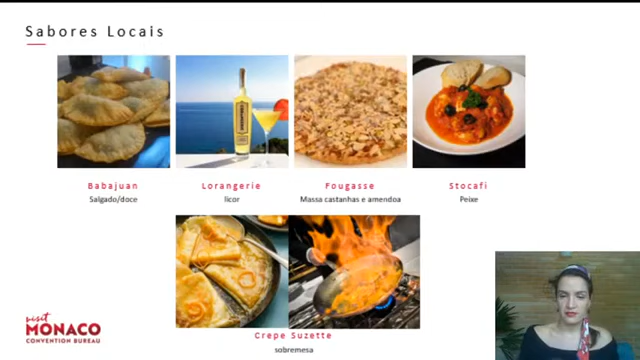 Sabores Locais
Babajuan
Salgado/doce
Lorangerie
licor
Fougasse
Massa castanhas e amendoa
Stocafi
Peixe
Crepe Suzette
sobremesa
visit
MONACO
CONVENTION BUREAU